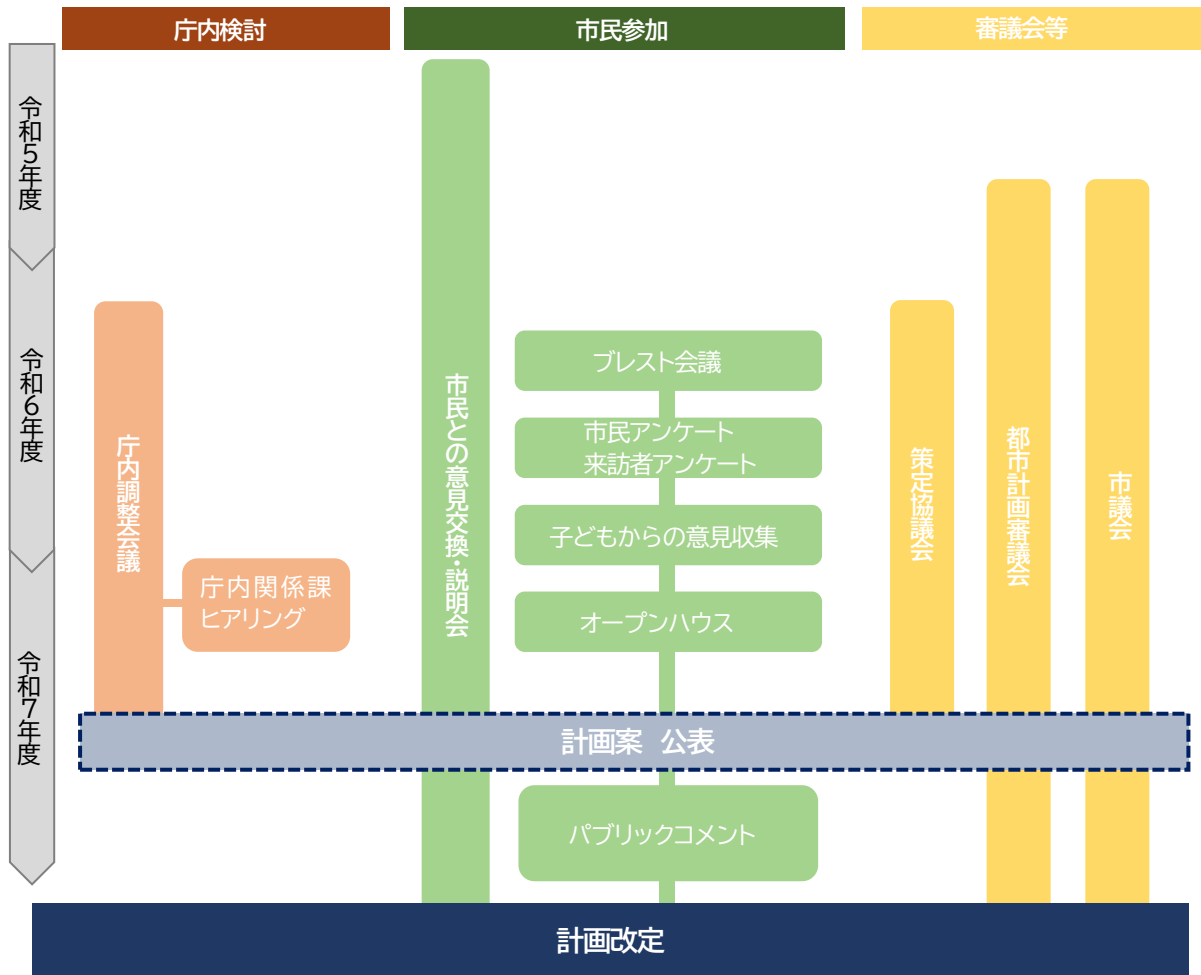 庁内検討
市民参加
審議会等
令和5年度
令和6年度
令和7年度
庁内調整会議
庁内関係課
ヒアリング
市民との意見交換・説明会
ブレスト会議
市民アンケート
来訪者アンケート
子どもからの意見収集
オープンハウス
策定協議会
都市計画審議会
市議会
計画案 公表
パブリックコメント
計画改定